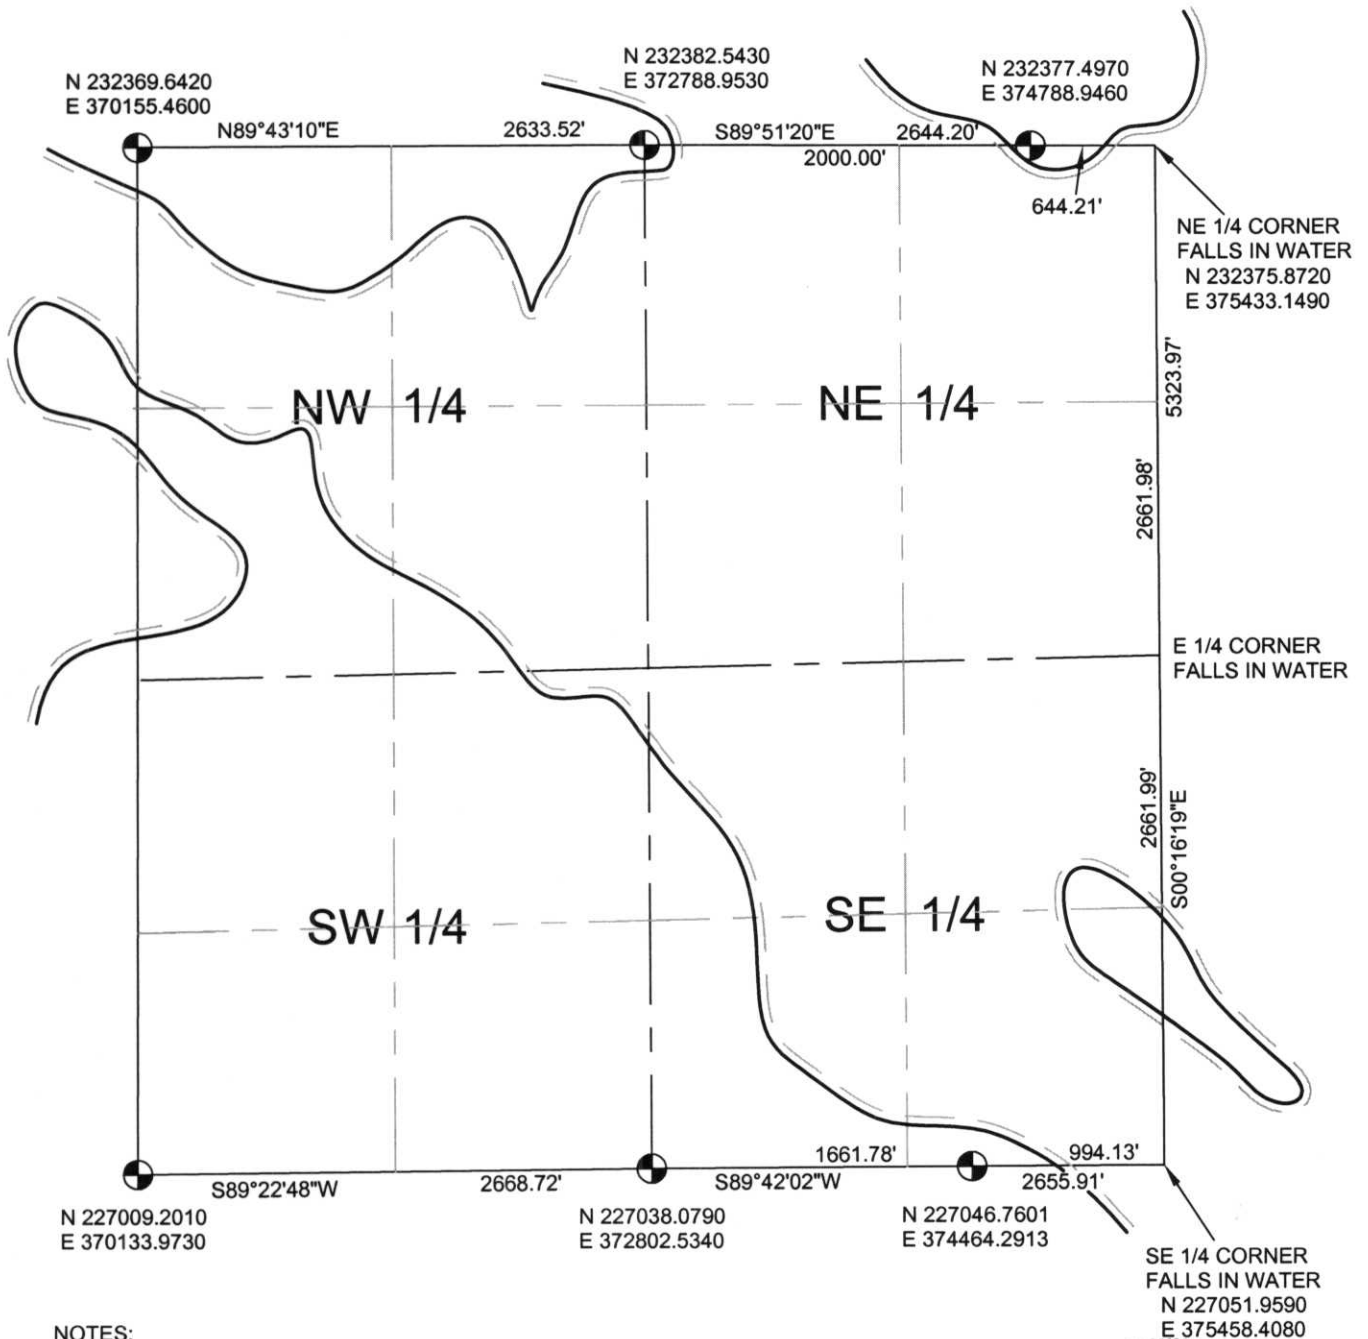 N 232369.6420
E 370155.4600
N 232382.5430
E 372788.9530
N 232377.4970
E 374788.9460
N89°43'10"E
2633.52'
S89°51'20"E
2644.20'
2000.00'
644.21'
NE 1/4 CORNER
FALLS IN WATER
N 232375.8720
E 375433.1490
5323.97'
NW 1/4
NE 1/4
2661.98'
E 1/4 CORNER
FALLS IN WATER
2661.99'
S00°16'19"E
SW 1/4
SE 1/4
S89°22'48"W
2668.72'
1661.78'
S89°42'02"W
994.13'
2655.91'
N 227009.2010
E 370133.9730
N 227038.0790
E 372802.5340
N 227046.7601
E 374464.2913
SE 1/4 CORNER
FALLS IN WATER
N 227051.9590
E 375458.4080
NOTES: